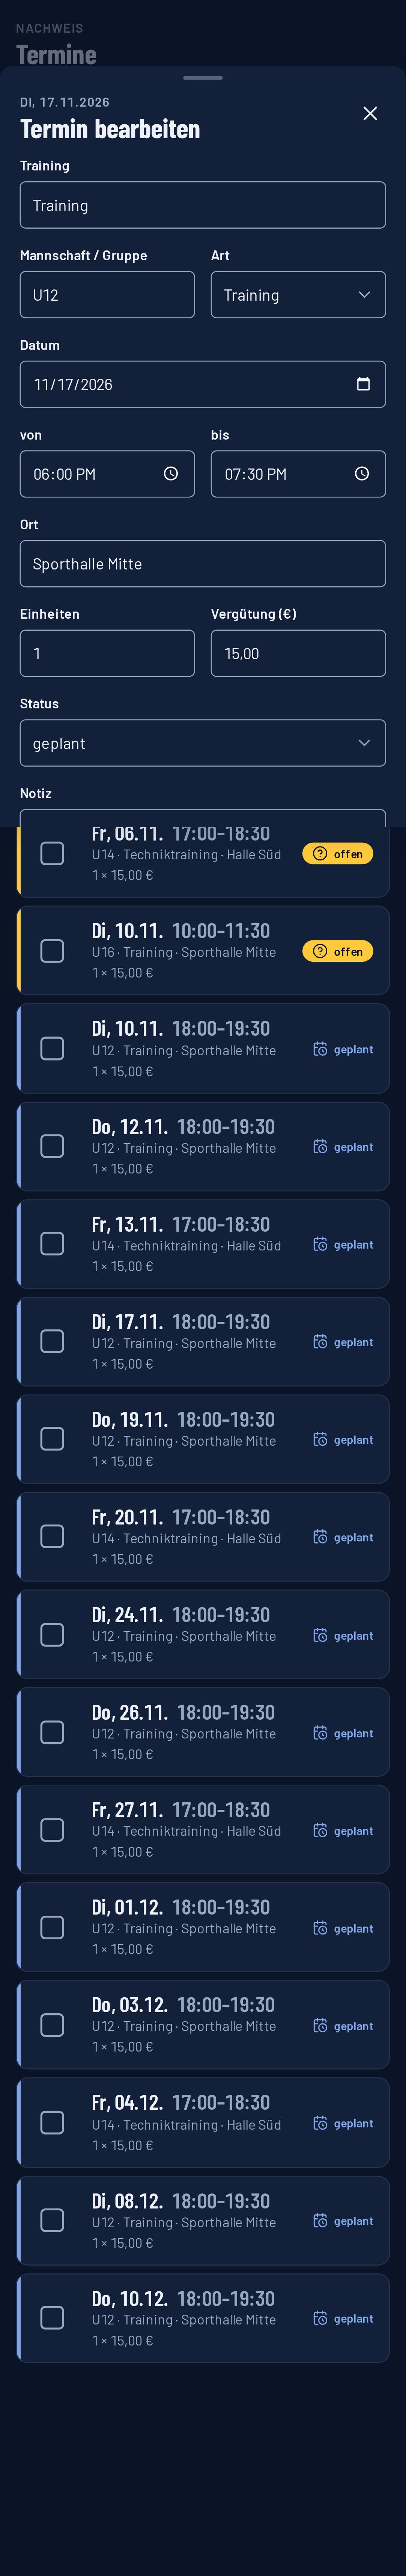 NACHWEIS
Termine
DI, 17.11.2026
Termin bearbeiten
Training
Training
Mannschaft / Gruppe Art
U12 Training
Datum
11/17/2026
von bis
06:00 PM 07:30 PM
Ort
Sporthalle Mitte
Einheiten Vergütung (€)
1 15,00
Status
geplant
Notiz
Fr, 06.11. 17:00–18:30
U14 · Techniktraining · Halle Süd offen
1 × 15,00 €
Di, 10.11. 10:00–11:30
U16 · Training · Sporthalle Mitte offen
1 × 15,00 €
Di, 10.11. 18:00–19:30
U12 · Training · Sporthalle Mitte geplant
1 × 15,00 €
Do, 12.11. 18:00–19:30
U12 · Training · Sporthalle Mitte geplant
1 × 15,00 €
Fr, 13.11. 17:00–18:30
U14 · Techniktraining · Halle Süd geplant
1 × 15,00 €
Di, 17.11. 18:00–19:30
U12 · Training · Sporthalle Mitte geplant
1 × 15,00 €
Do, 19.11. 18:00–19:30
U12 · Training · Sporthalle Mitte geplant
1 × 15,00 €
Fr, 20.11. 17:00–18:30
U14 · Techniktraining · Halle Süd geplant
1 × 15,00 €
Di, 24.11. 18:00–19:30
U12 · Training · Sporthalle Mitte geplant
1 × 15,00 €
Do, 26.11. 18:00–19:30
U12 · Training · Sporthalle Mitte geplant
1 × 15,00 €
Fr, 27.11. 17:00–18:30
U14 · Techniktraining · Halle Süd geplant
1 × 15,00 €
Di, 01.12. 18:00–19:30
U12 · Training · Sporthalle Mitte geplant
1 × 15,00 €
Do, 03.12. 18:00–19:30
U12 · Training · Sporthalle Mitte geplant
1 × 15,00 €
Fr, 04.12. 17:00–18:30
U14 · Techniktraining · Halle Süd geplant
1 × 15,00 €
Di, 08.12. 18:00–19:30
U12 · Training · Sporthalle Mitte geplant
1 × 15,00 €
Do, 10.12. 18:00–19:30
U12 · Training · Sporthalle Mitte geplant
1 × 15,00 €